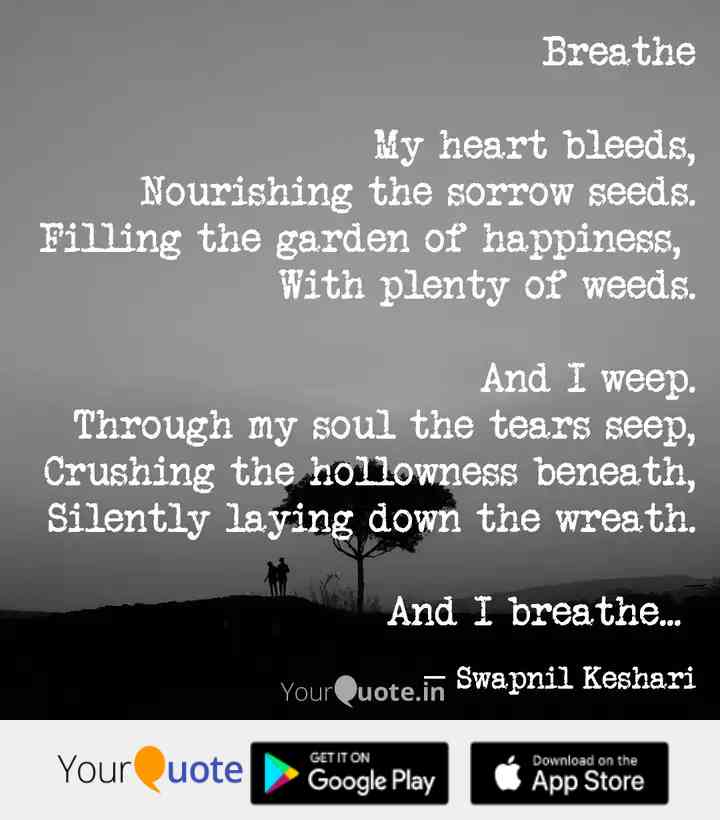 Breathe
My heart bleeds,
Nourishing the sorrow seeds.
Filling the garden of happiness,
With plenty of weeds.
And I weep.
Through my soul the tears seep,
Crushing the hollowness beneath,
Silently laying down the wreath.
And I breathe...
— Swapnil Keshari
YourQuote.in
YourQuote
GET IT ON
Google Play
Download on the
App Store